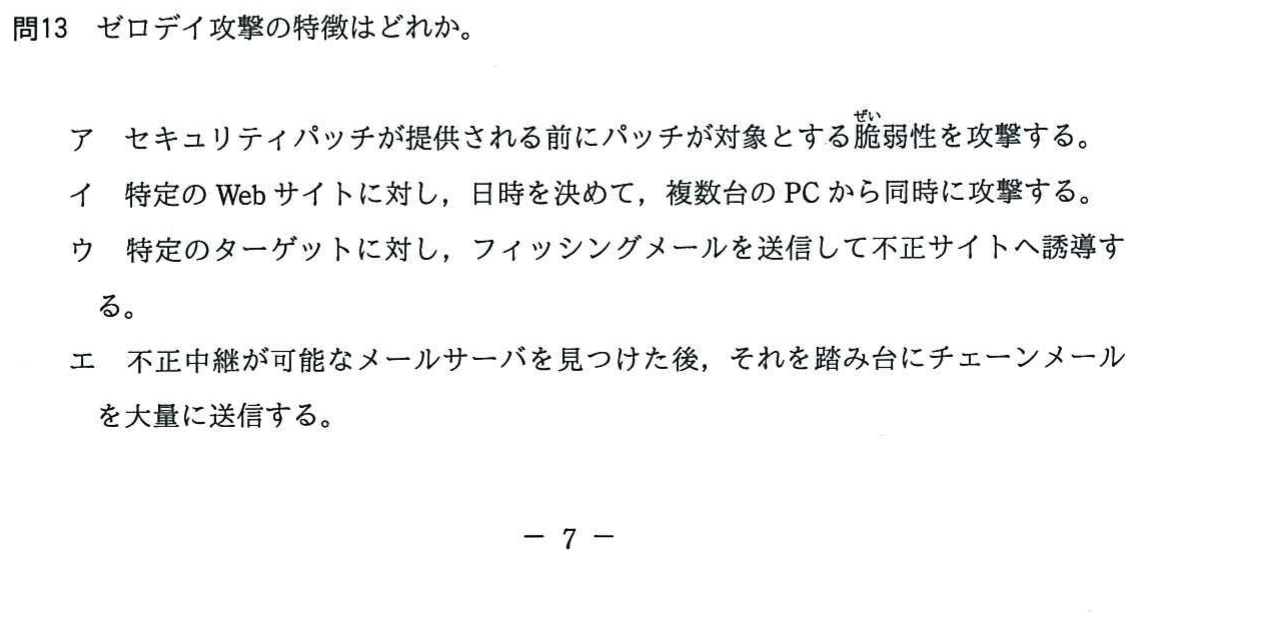 問13 ゼロデイ攻撃の特徴はどれか。
ぜい
ア セキュリティパッチが提供される前にパッチが対象とする脆弱性を攻撃する。
イ 特定の Web サイトに対し，日時を決めて，複数台の PC から同時に攻撃する。
ウ 特定のターゲットに対し，フィッシングメールを送信して不正サイトへ誘導す
る。
エ 不正中継が可能なメールサーバを見つけた後，それを踏み台にチェーンメール
を大量に送信する。
－ 7 －